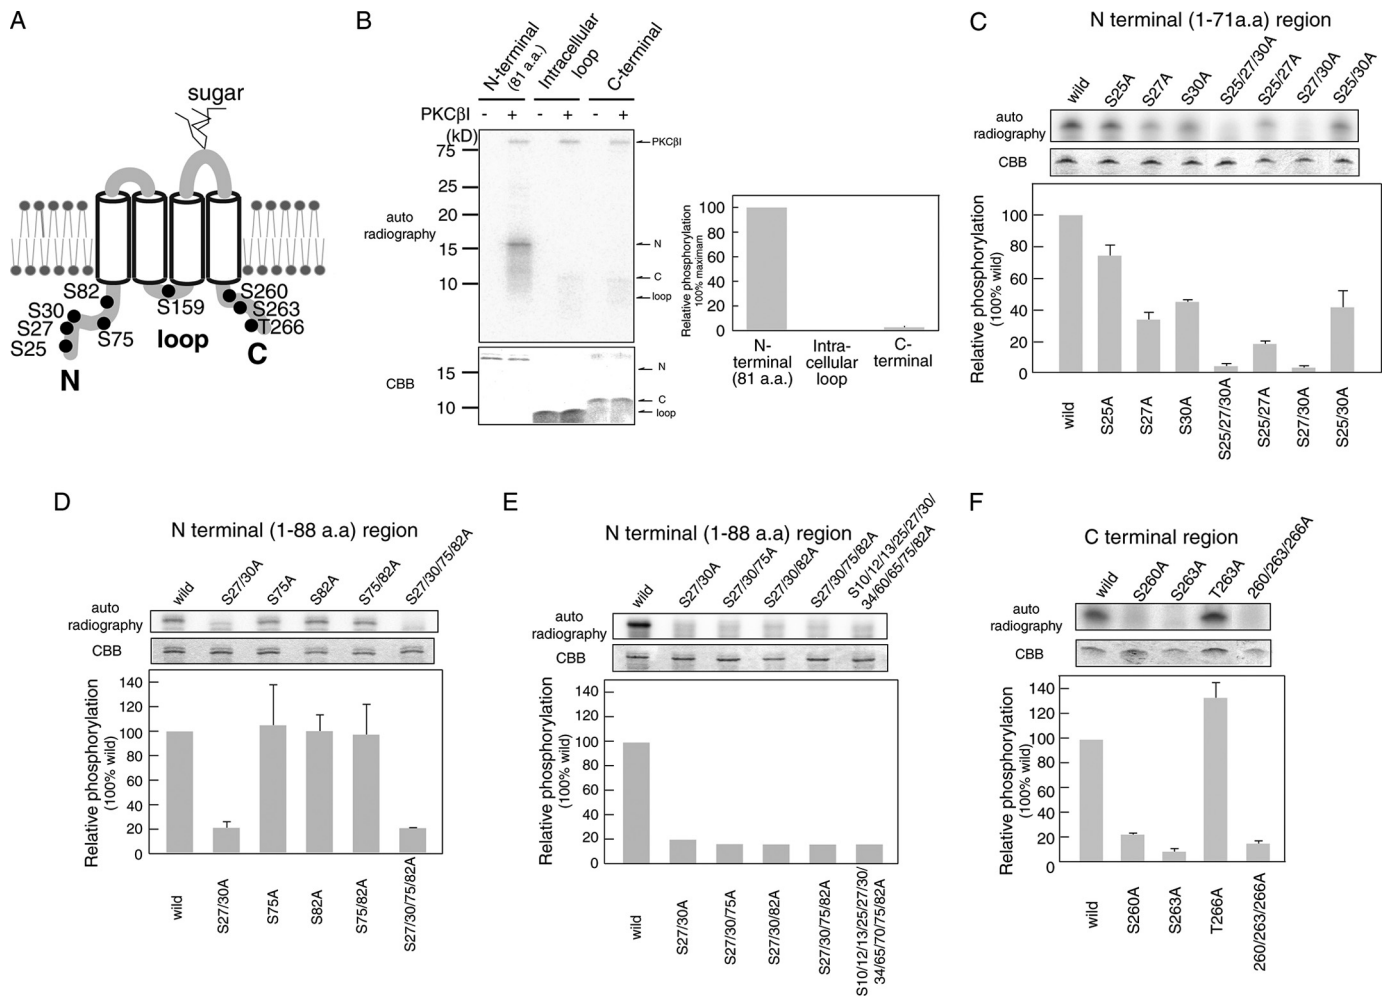 A
sugar
S82
S30
S27
S25
S75
S159
S260
S263
T266
loop
C
N
B
N-terminal
(81 a.a.)
Intracellular
loop
C-terminal
PKCβI - + - + - +
(kD)
75
25
20
15
10
auto
radiography
PKCβI
N
C
loop
CBB
15
10
N
C
loop
Relative phosphorylation
100% maximam
100
80
60
40
20
0
N-
terminal
(81 a.a.)
Intra-
cellular
loop
C-
terminal
C
N terminal (1-71a.a) region
wild
S25A
S27A
S30A
S25/27/30A
S25/27A
S27/30A
S25/30A
auto
radiography
CBB
Relative phosphorylation
(100% wild)
100
80
60
40
20
0
wild
S25A
S27A
S30A
S25/27/30A
S25/27A
S27/30A
S25/30A
D
N terminal (1-88 a.a) region
wild
S27/30A
S75A
S82A
S75/82A
S27/30/75/82A
auto
radiography
CBB
Relative phosphorylation
(100% wild)
140
120
100
80
60
40
20
0
wild
S27/30A
S75A
S82A
S75/82A
S27/30/75/82A
E
N terminal (1-88 a.a) region
wild
S27/30A
S27/30/75A
S27/30/82A
S27/30/75/82A
S10/12/13/25/27/30/
34/60/65/75/82A
auto
radiography
CBB
Relative phosphorylation
(100% wild)
140
120
100
80
60
40
20
0
wild
S27/30A
S27/30/75A
S27/30/82A
S27/30/75/82A
S10/12/13/25/27/30/
34/65/70/75/82A
F
C terminal region
wild
S260A
S263A
T263A
260/263/266A
auto
radiography
CBB
Relative phosphorylation
(100% wild)
140
120
100
80
60
40
20
0
wild
S260A
S263A
T266A
260/263/266A